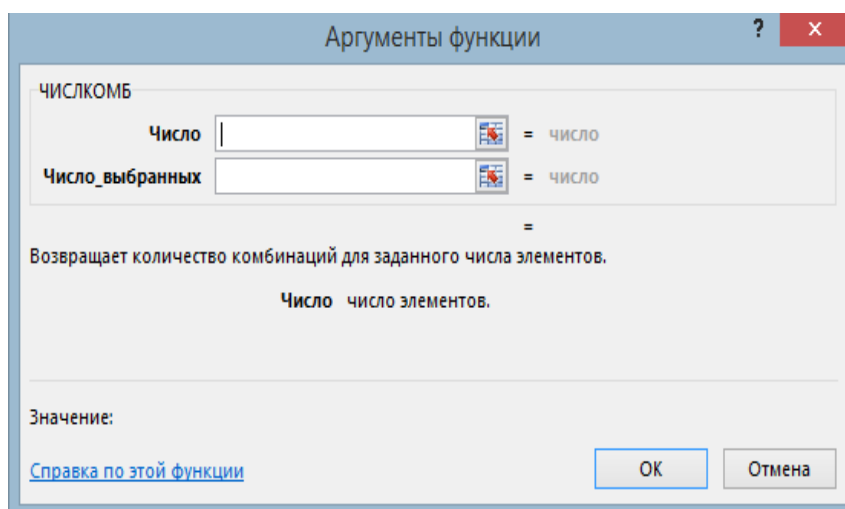 Аргументы функции ? x
ЧИСЛКОМБ
Число = число
Число_выбранных = число
=
Возвращает количество комбинаций для заданного числа элементов.
Число число элементов.
Значение:
Справка по этой функции
ОК Отмена